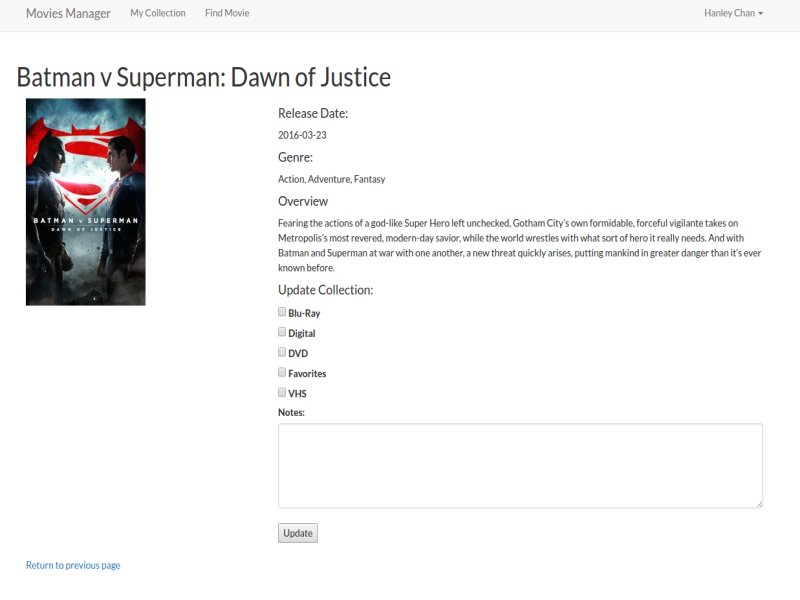 Movies Manager My Collection Find Movie Hanley Chan
Batman v Superman: Dawn of Justice
BATMAN v SUPERMAN
DAWN OF JUSTICE
Release Date:
2016-03-23
Genre:
Action, Adventure, Fantasy
Overview
Fearing the actions of a god-like Super Hero left unchecked, Gotham City's own formidable, forceful vigilante takes on
Metropolis's most revered, modern-day savior, while the world wrestles with what sort of hero it really needs. And with
Batman and Superman at war with one another, a new threat quickly arises, putting mankind in greater danger than it's ever
known before.
Update Collection:
Blu-Ray
Digital
DVD
Favorites
VHS
Notes:
Update
Return to previous page